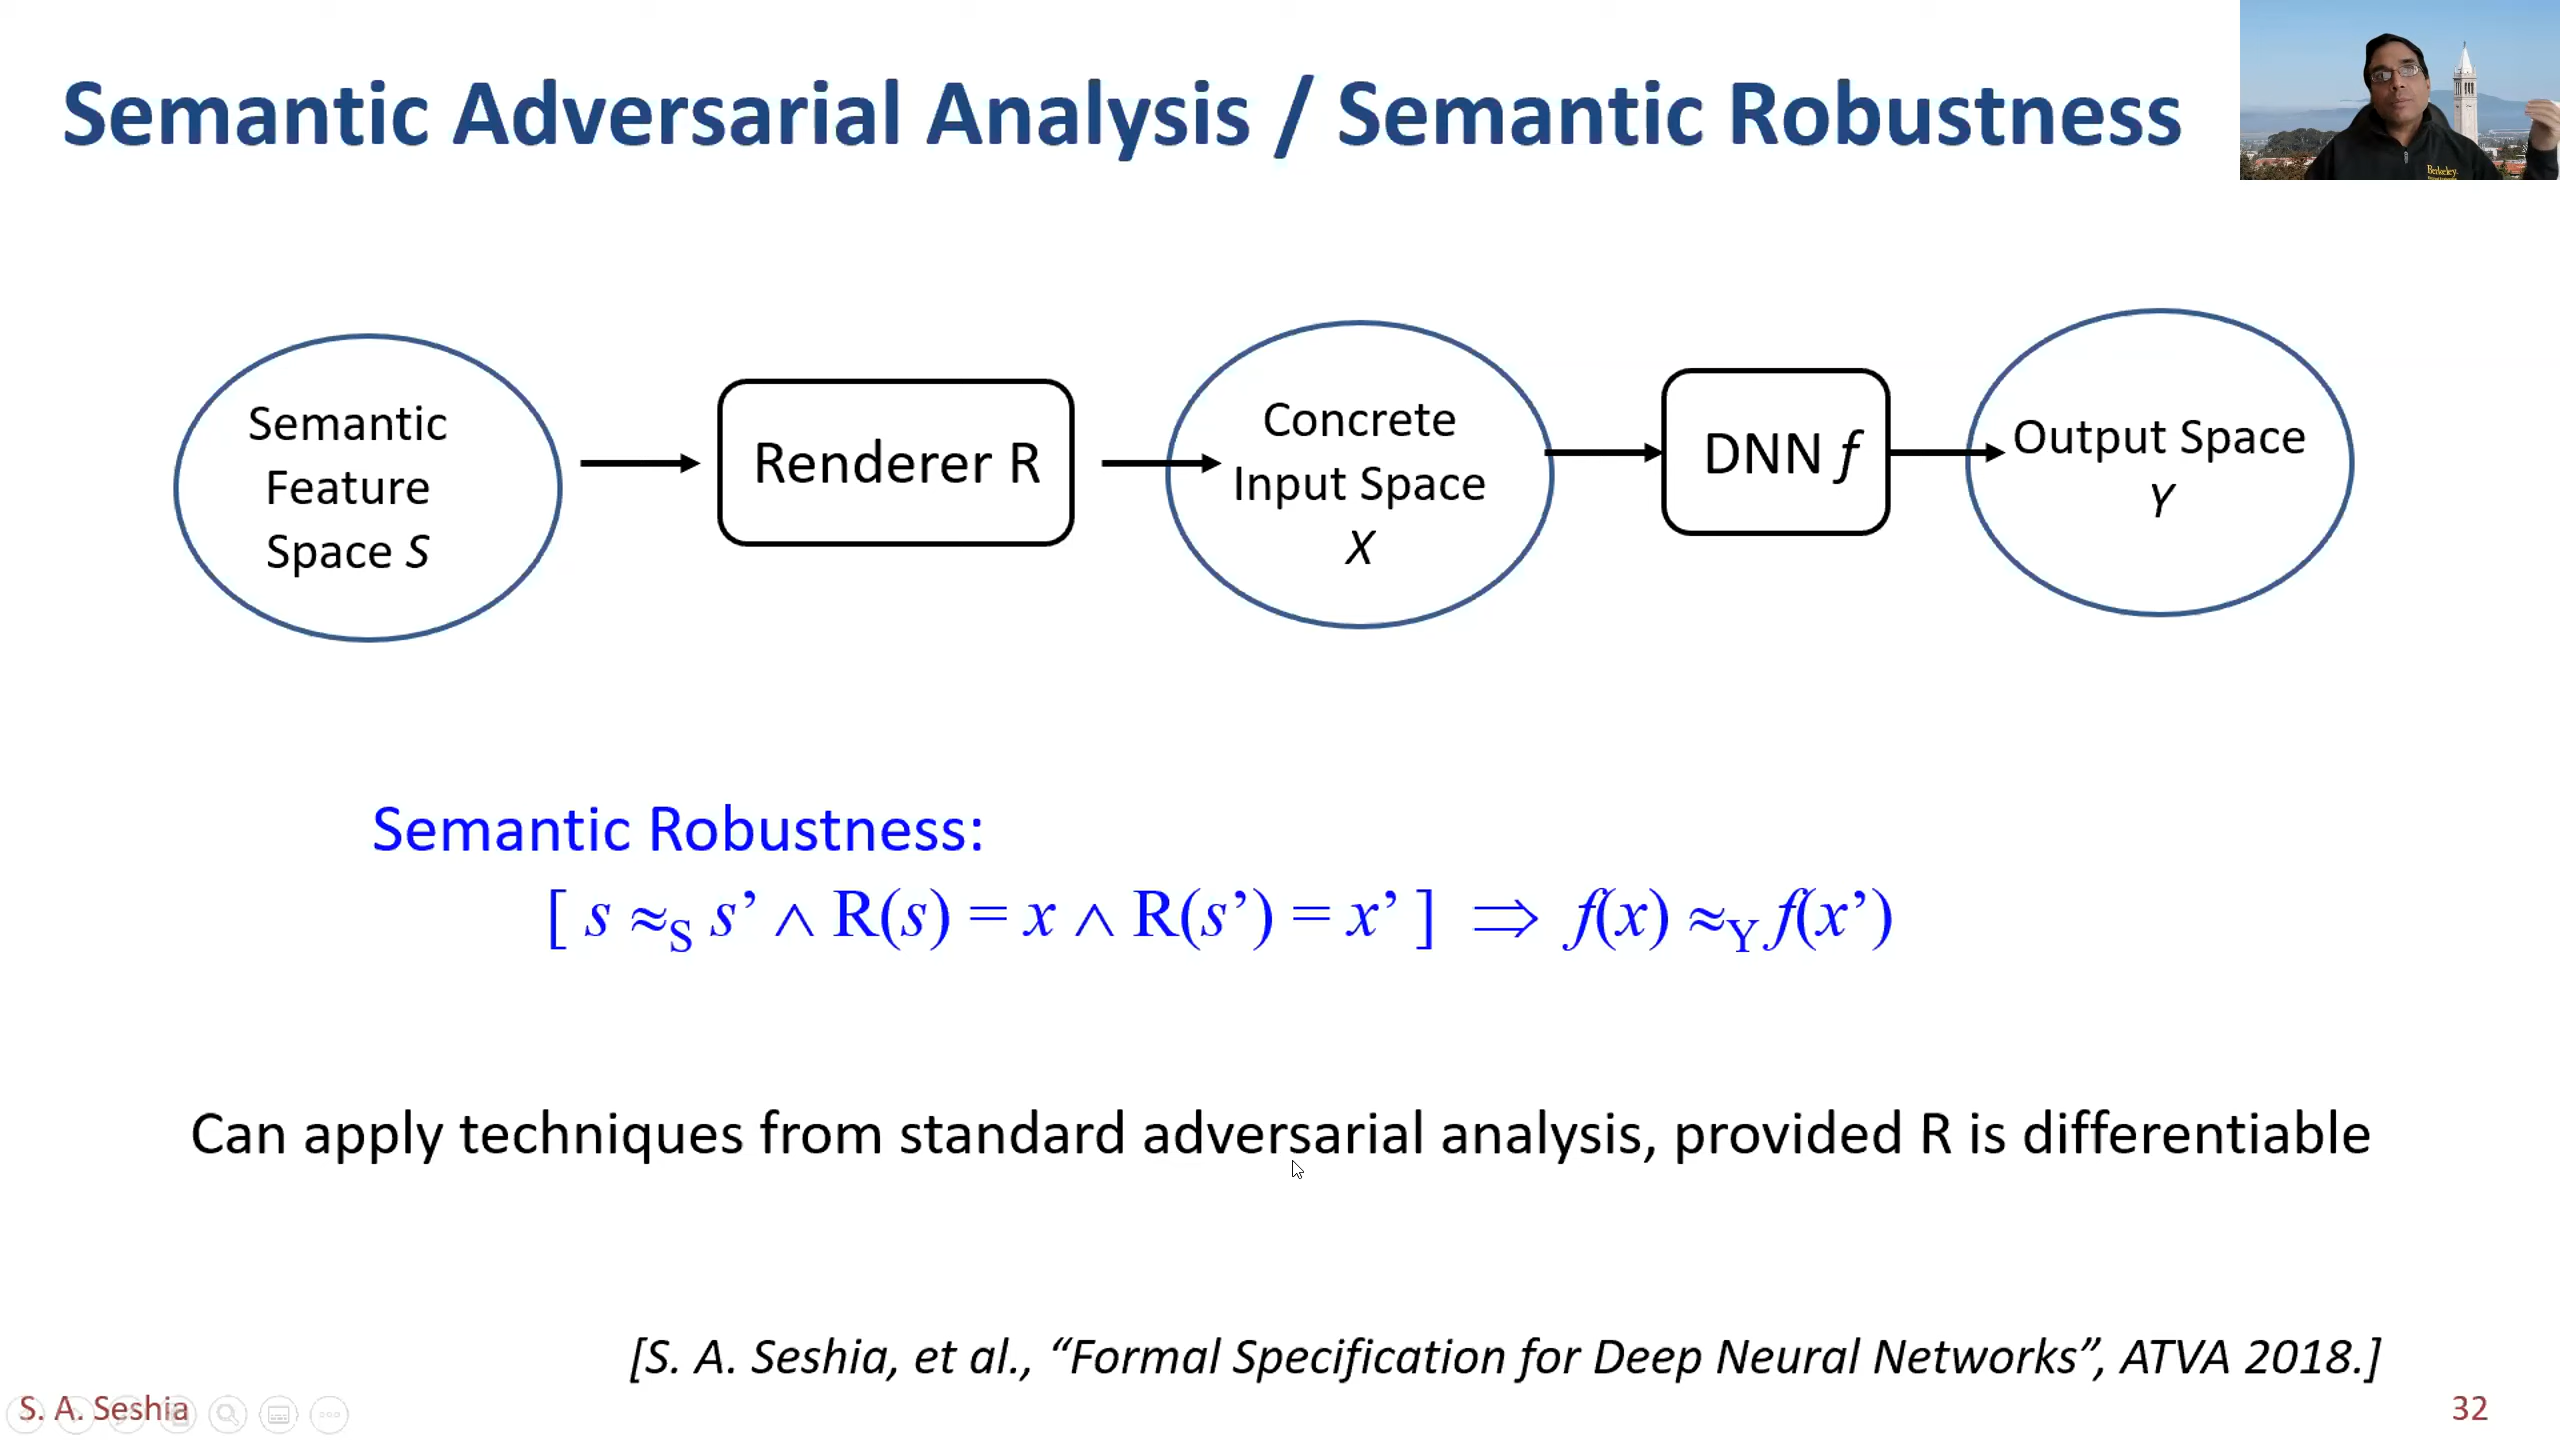 Semantic Adversarial Analysis / Semantic Robustness
Berkeley
Semantic
Feature
Space S
Renderer R
Concrete
Input Space
X
DNN f
Output Space
Y
Semantic Robustness:
[ s ≈S s’ ∧ R(s) = x ∧ R(s’) = x’ ] ⇒ f(x) ≈Y f(x’)
Can apply techniques from standard adversarial analysis, provided R is differentiable
[S. A. Seshia, et al., “Formal Specification for Deep Neural Networks”, ATVA 2018.]
S. A. Seshia
32